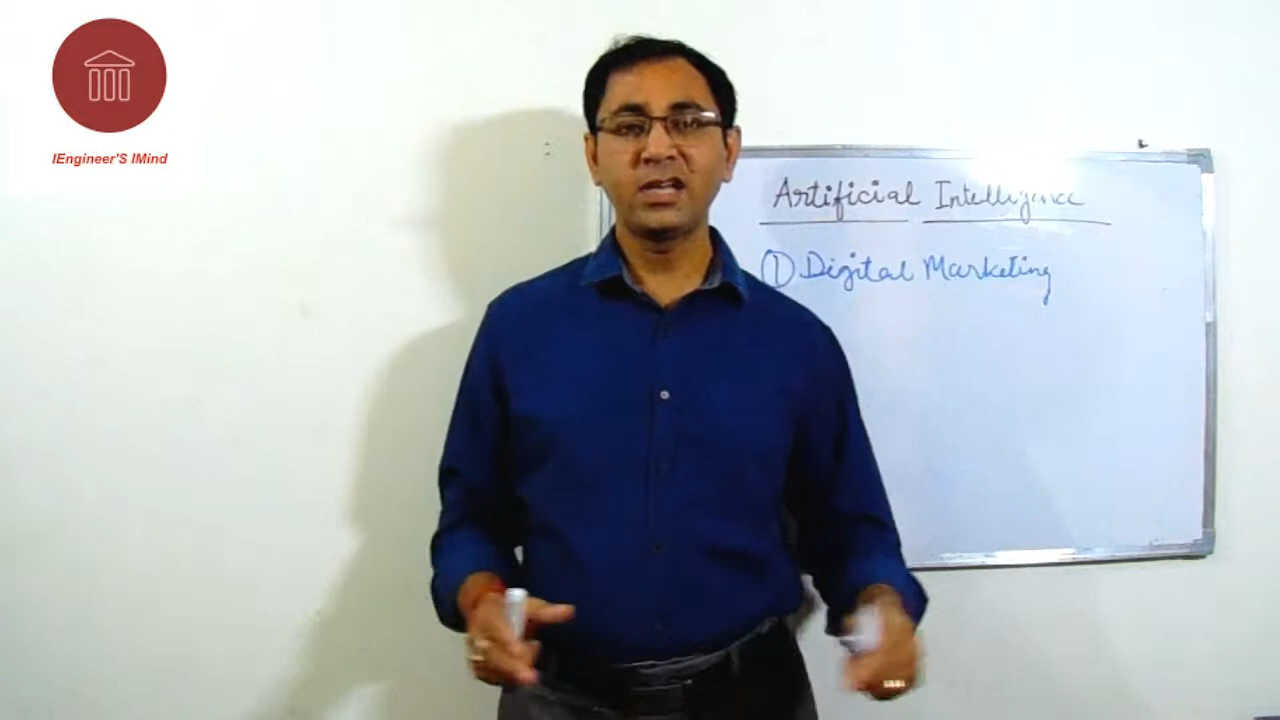 IEngineer'S IMind
Artificial Intelligence
① Digital Marketing